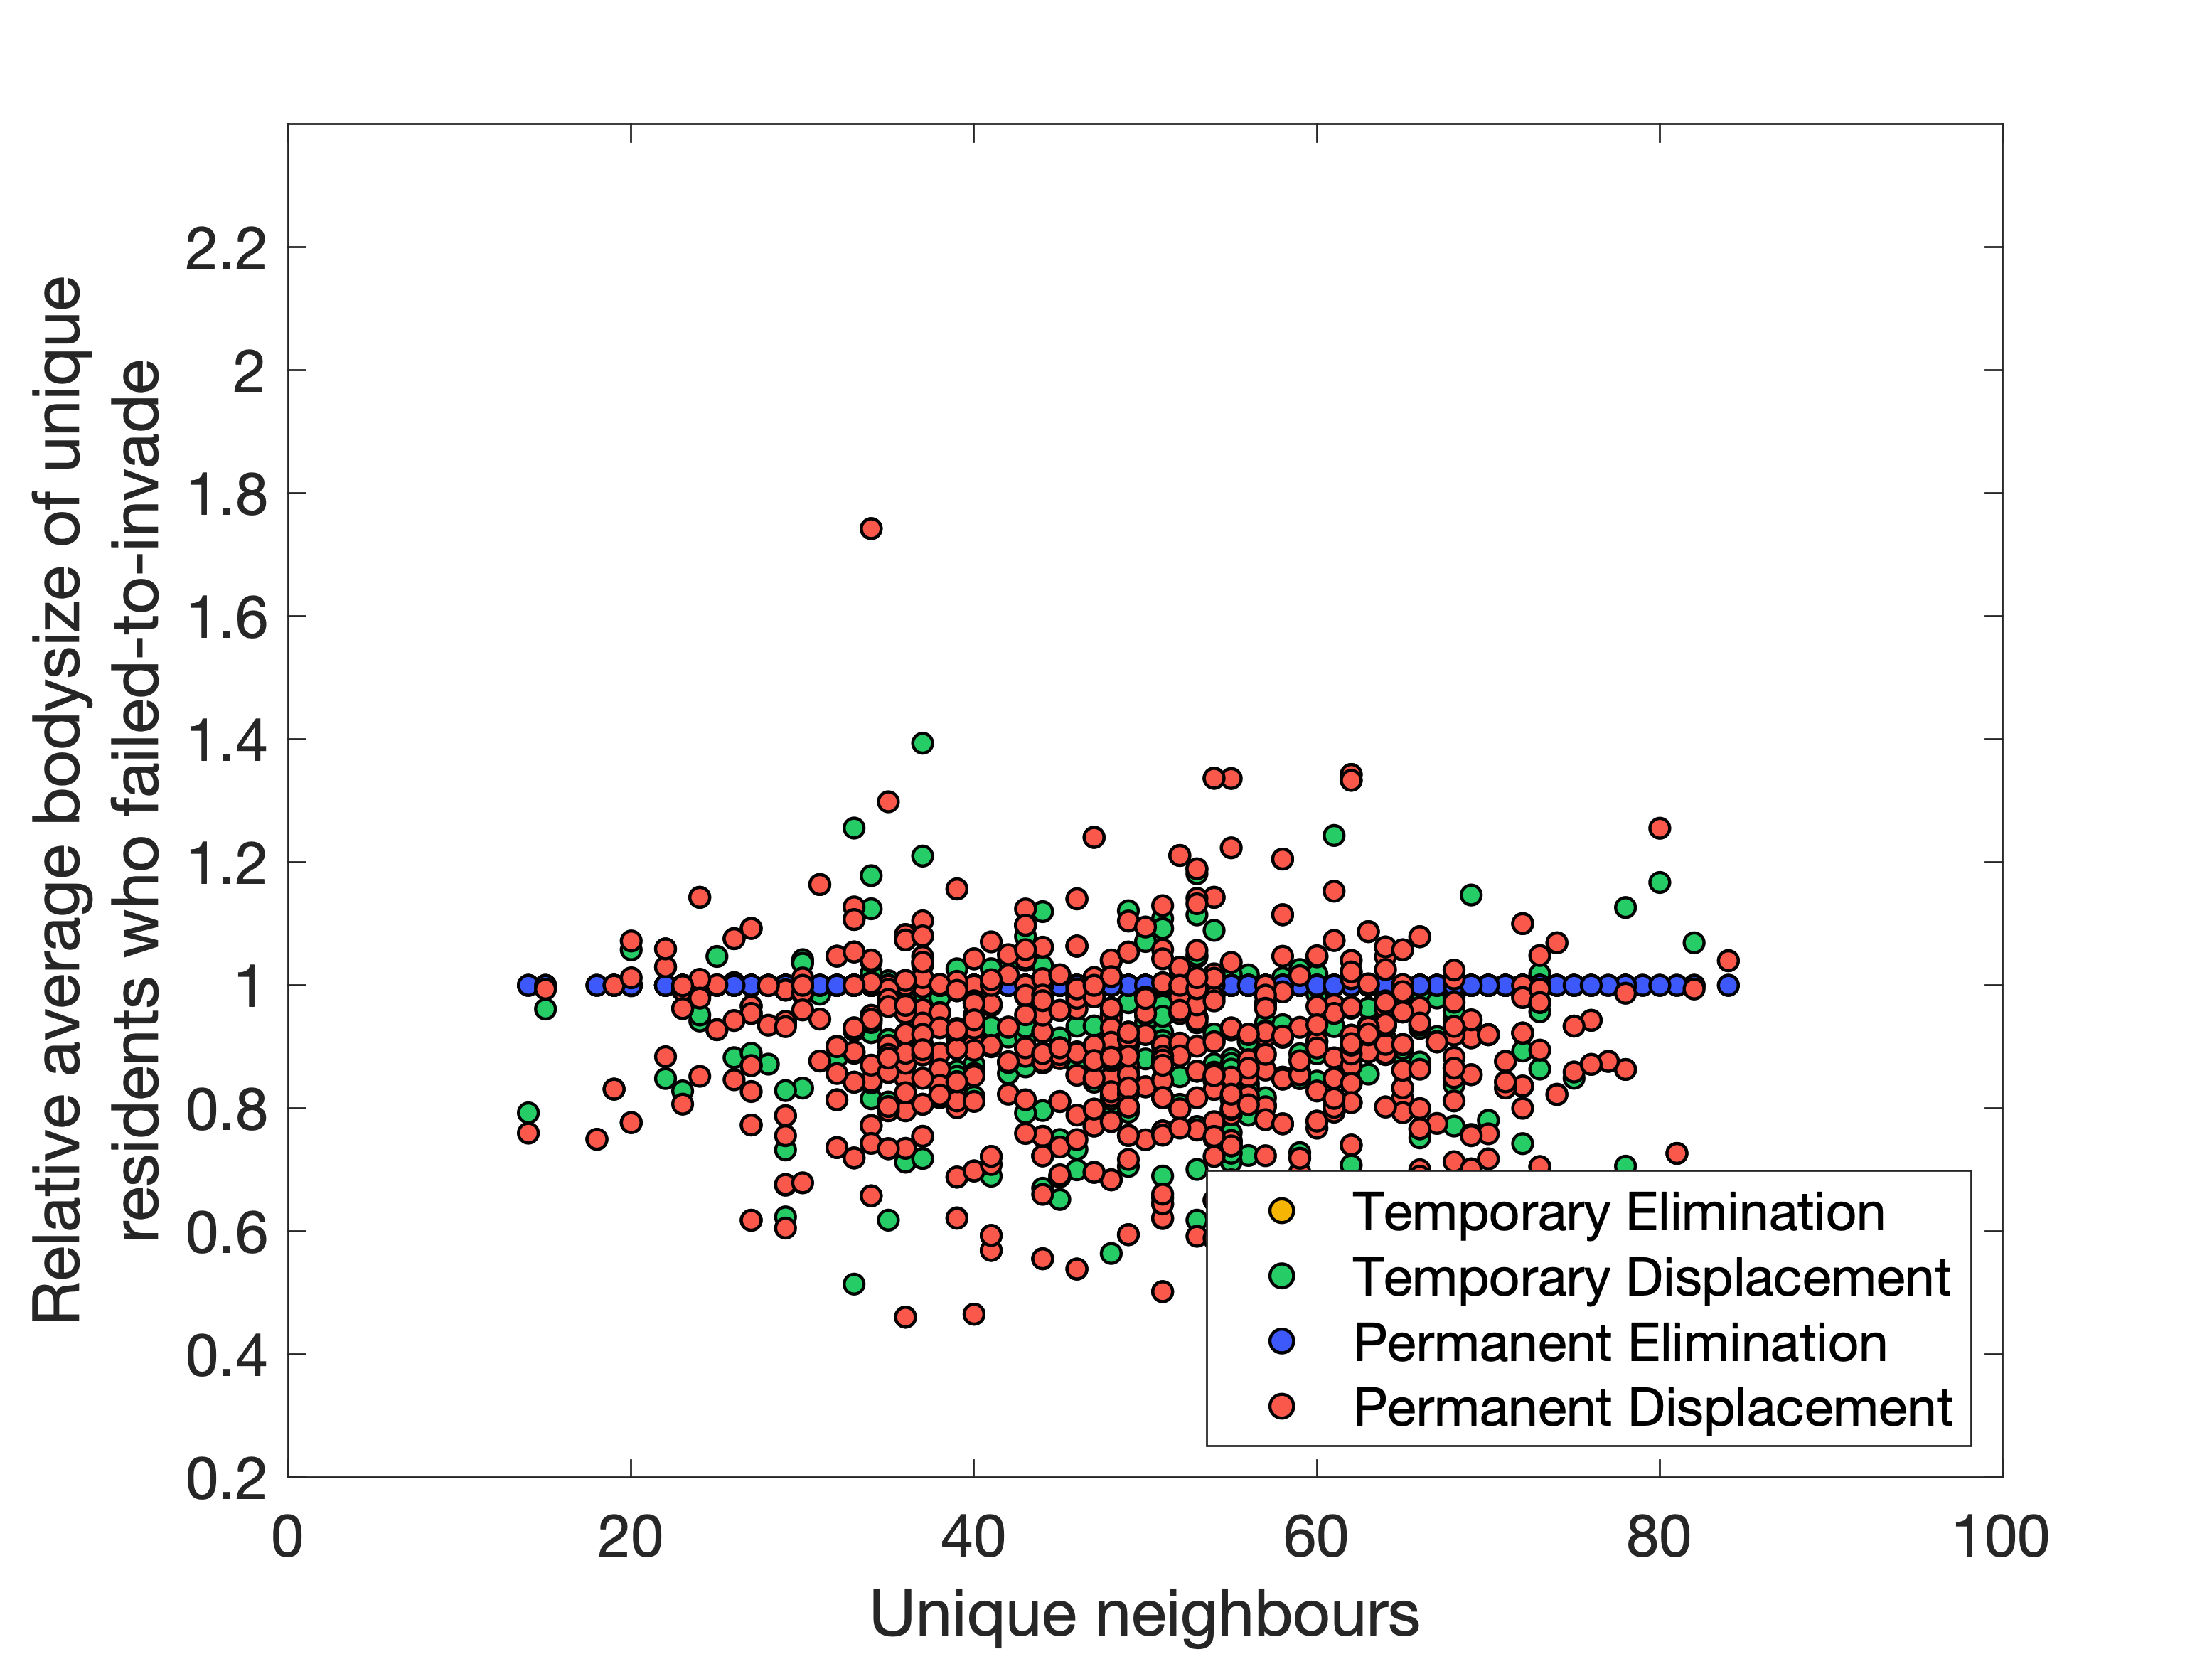 Relative average bodysize of unique
residents who failed-to-invade
2.2
2
1.8
1.6
1.4
1.2
1
0.8
0.6
0.4
0.2
Temporary Elimination
Temporary Displacement
Permanent Elimination
Permanent Displacement
0 20 40 60 80 100
Unique neighbours